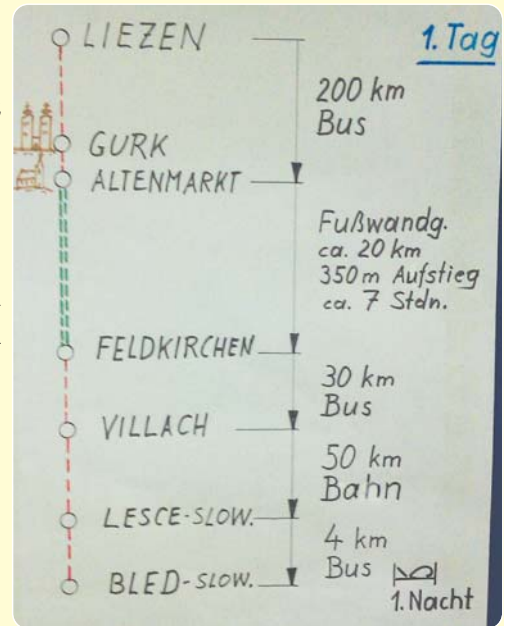 LIEZEN
1. Tag
200 km
Bus
GURK
ALTENMARKT
Fußwandg.
ca. 20 km
350 m Aufstieg
ca. 7 Stdn.
FELDKIRCHEN
30 km
Bus
VILLACH
50 km
Bahn
LESCE-SLOW.
4 km
Bus
BLED-SLOW.
1. Nacht